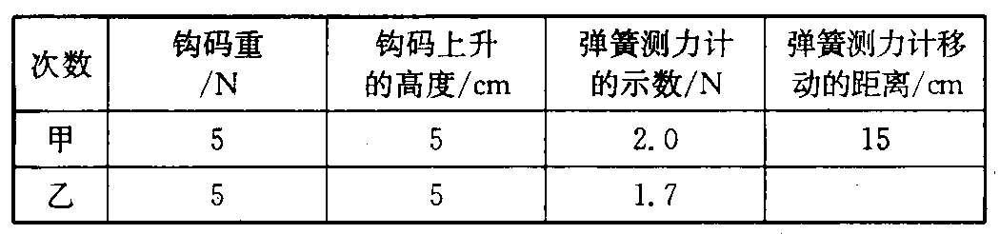 次数 钩码重/N 钩码上升的高度/cm 弹簧测力计的示数/N 弹簧测力计移动的距离/cm
甲 5 5 2.0 15
乙 5 5 1.7